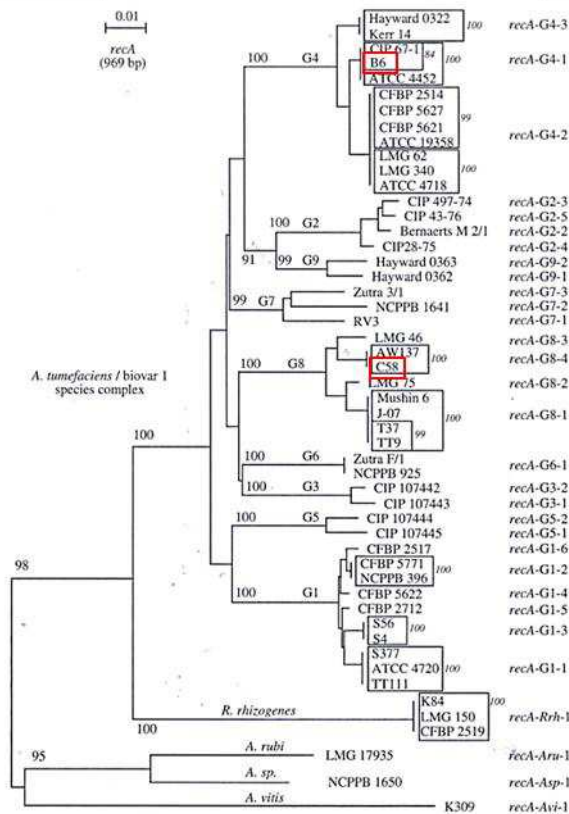 0.01
recA
(969 bp)
Hayward 0322 100 recA-G4-3
Kerr 14
100 G4 CIP 67-1 84 100 recA-G4-1
B6
ATCC 4452
CFBP 2514
CFBP 5627 99
CFBP 5621
ATCC 19358 recA-G4-2
LMG 62
LMG 340 100
ATCC 4718
CIP 497-74 recA-G2-3
CIP 43-76 recA-G2-5
100 G2 Bernaerts M 2/1 recA-G2-2
CIP28-75 recA-G2-4
91 99 G9 Hayward 0363 recA-G9-2
Hayward 0362 recA-G9-1
Zutra 3/1 recA-G7-3
99 G7 NCPPB 1641 recA-G7-2
RV3 recA-G7-1
LMG 46 recA-G8-3
AW137 100 recA-G8-4
100 G8 C58
LMG 75 recA-G8-2
A. tumefaciens / biovar 1
species complex
Mushin 6
J-07 100 recA-G8-1
T37 99
TT9
100
100 G6 Zutra F/1 recA-G6-1
NCPPB 925
100 G3 CIP 107442 recA-G3-2
CIP 107443 recA-G3-1
100 G5 CIP 107444 recA-G5-2
CIP 107445 recA-G5-1
CFBP 2517 recA-G1-6
CFBP 5771 100 recA-G1-2
NCPPB 396
98
100 G1 CFBP 5622 recA-G1-4
CFBP 2712 recA-G1-5
S56 100 recA-G1-3
S4
S377
ATCC 4720 100 recA-G1-1
TT111
K84 100
100 R. rhizogenes LMG 150 recA-Rrh-1
CFBP 2519
95 A. rubi LMG 17935 recA-Aru-1
A. sp. NCPPB 1650 recA-Asp-1
A. vitis K309 recA-Avi-1